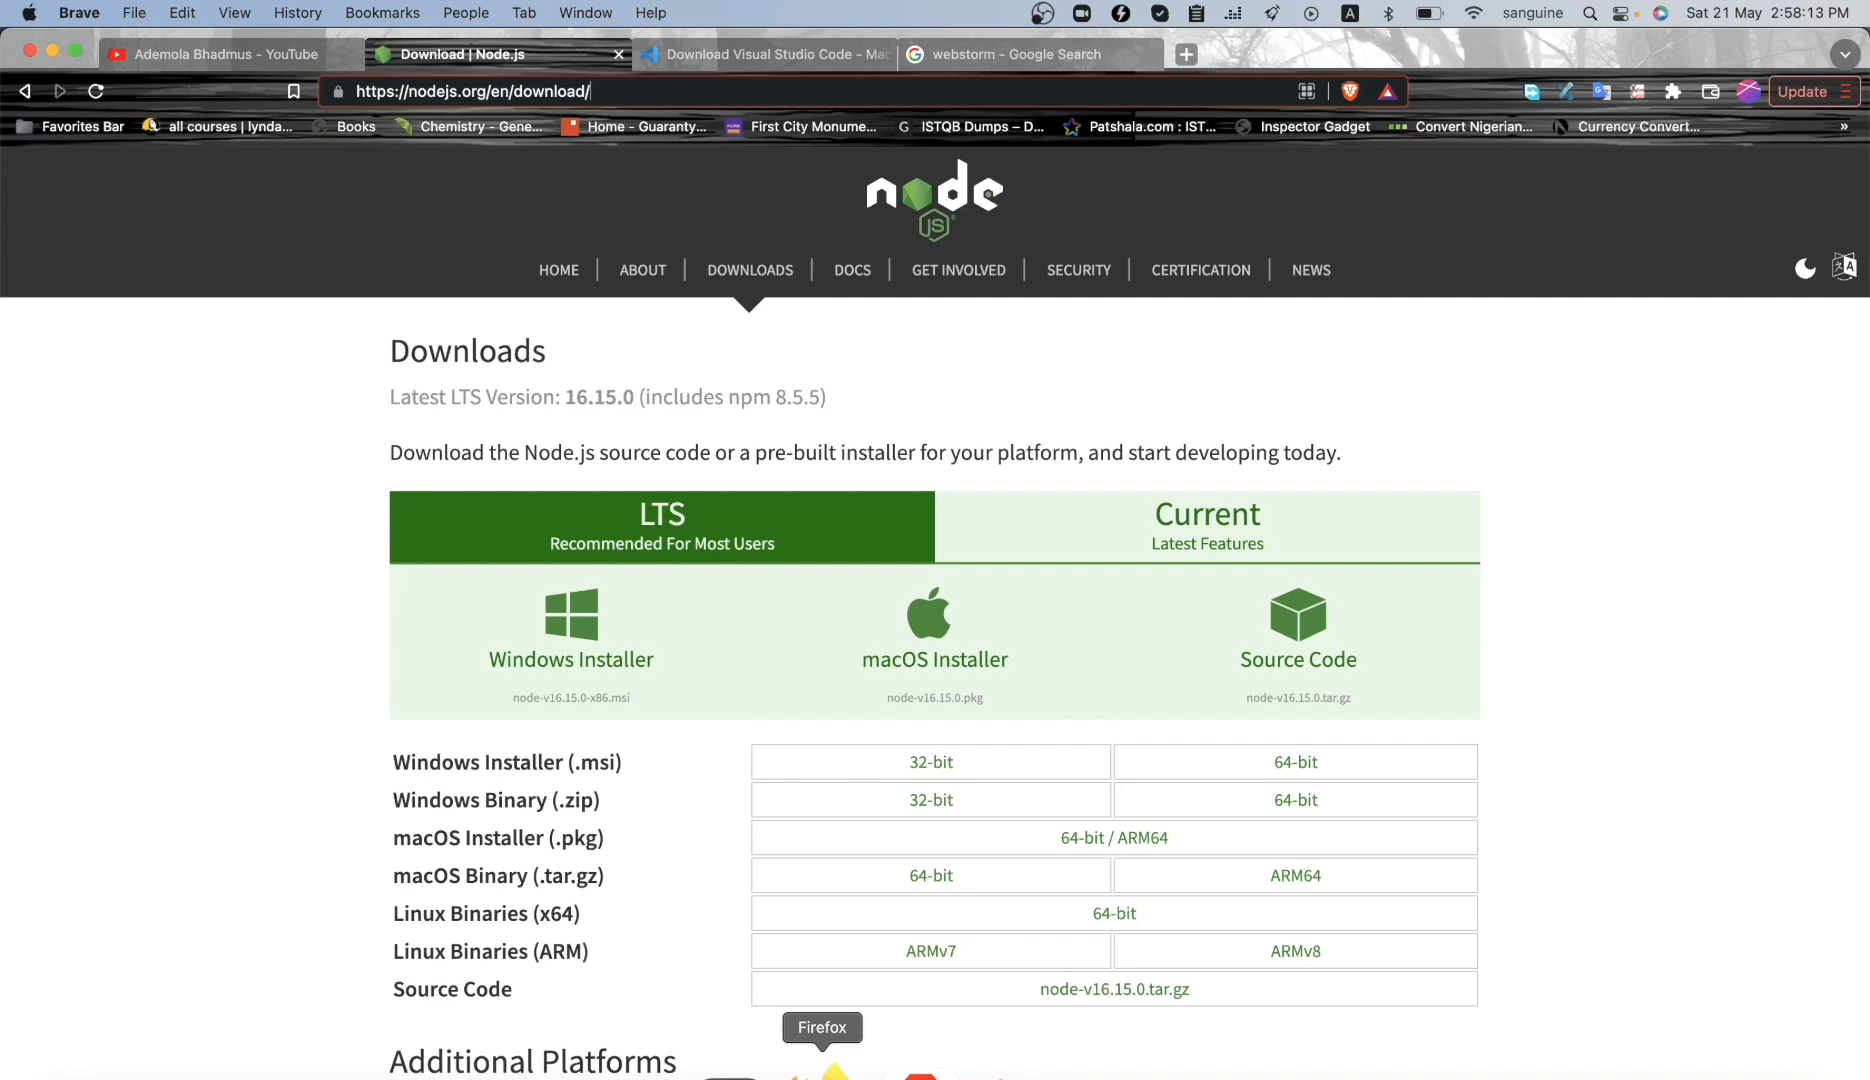 Brave File Edit View History Bookmarks People Tab Window Help sanguine Sat 21 May 2:58:13 PM
Ademola Bhadmus - YouTube Download | Node.js Download Visual Studio Code - Mac webstorm - Google Search
https://nodejs.org/en/download/ Update
Favorites Bar all courses | lynda... Books Chemistry - Gene... Home - Guaranty... First City Monume... ISTQB Dumps – D... Patshala.com : IST... Inspector Gadget Convert Nigerian... Currency Convert... »
node
JS
HOME ABOUT DOWNLOADS DOCS GET INVOLVED SECURITY CERTIFICATION NEWS
Downloads
Latest LTS Version: 16.15.0 (includes npm 8.5.5)
Download the Node.js source code or a pre-built installer for your platform, and start developing today.
LTS Current
Recommended For Most Users Latest Features
Windows Installer macOS Installer Source Code
node-v16.15.0-x86.msi node-v16.15.0.pkg node-v16.15.0.tar.gz
Windows Installer (.msi) 32-bit 64-bit
Windows Binary (.zip) 32-bit 64-bit
macOS Installer (.pkg) 64-bit / ARM64
macOS Binary (.tar.gz) 64-bit ARM64
Linux Binaries (x64) 64-bit
Linux Binaries (ARM) ARMv7 ARMv8
Source Code node-v16.15.0.tar.gz
Firefox
Additional Platforms